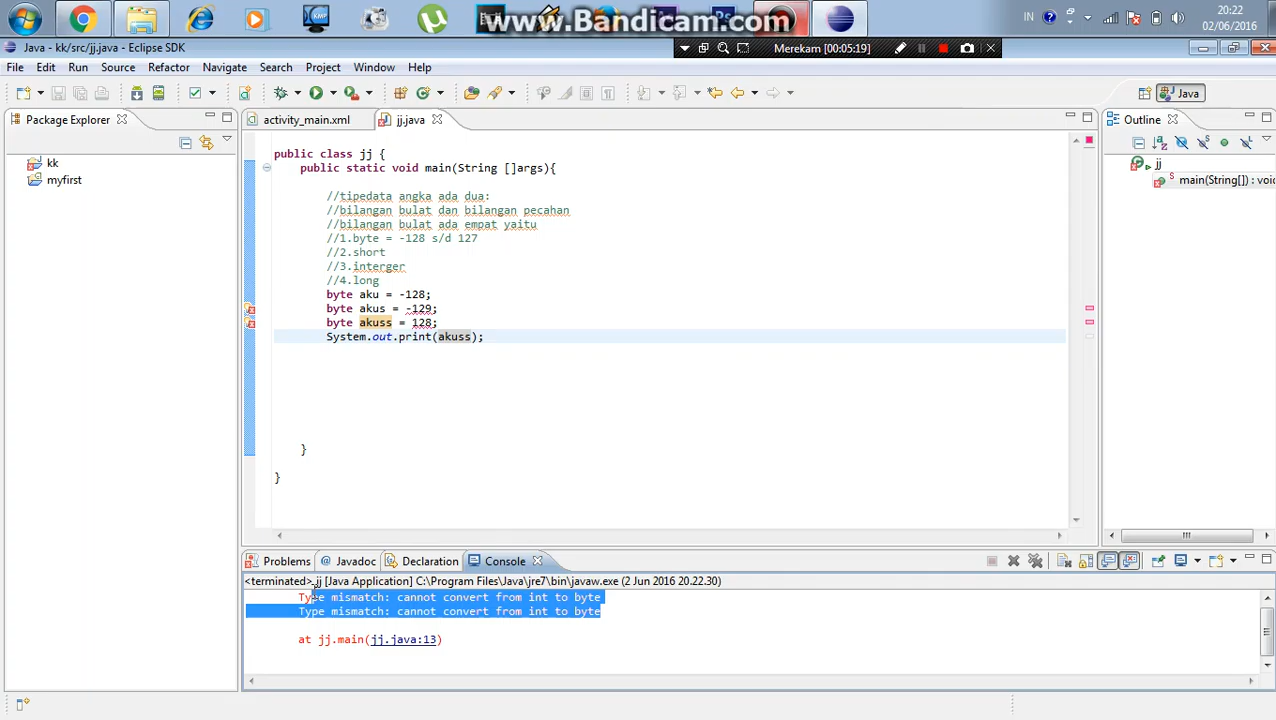 www.Bandicam.com
IN
20:22
02/06/2016
Java - kk/src/jj.java - Eclipse SDK
Merekam [00:05:19]
File Edit Run Source Refactor Navigate Search Project Window Help
Java
Package Explorer
activity_main.xml
jj.java
Outline
kk
myfirst
public class jj {
public static void main(String []args){
//tipedata angka ada dua:
//bilangan bulat dan bilangan pecahan
//bilangan bulat ada empat yaitu
//1.byte = -128 s/d 127
//2.short
//3.interger
//4.long
byte aku = -128;
byte akus = -129;
byte akuss = 128;
System.out.print(akuss);
}
}
jj
main(String[]) : void
Problems Javadoc Declaration Console
<terminated> jj [Java Application] C:\Program Files\Java\jre7\bin\javaw.exe (2 Jun 2016 20.22.30)
Type mismatch: cannot convert from int to byte
Type mismatch: cannot convert from int to byte
at jj.main(jj.java:13)